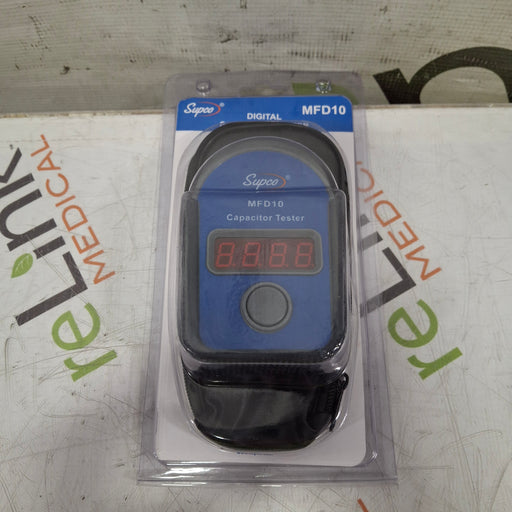 Supco
MFD10
DIGITAL
Supco
MFD10
Capacitor Tester
8.8.8.8
reLink
MEDICAL
reLink
MEDICAL